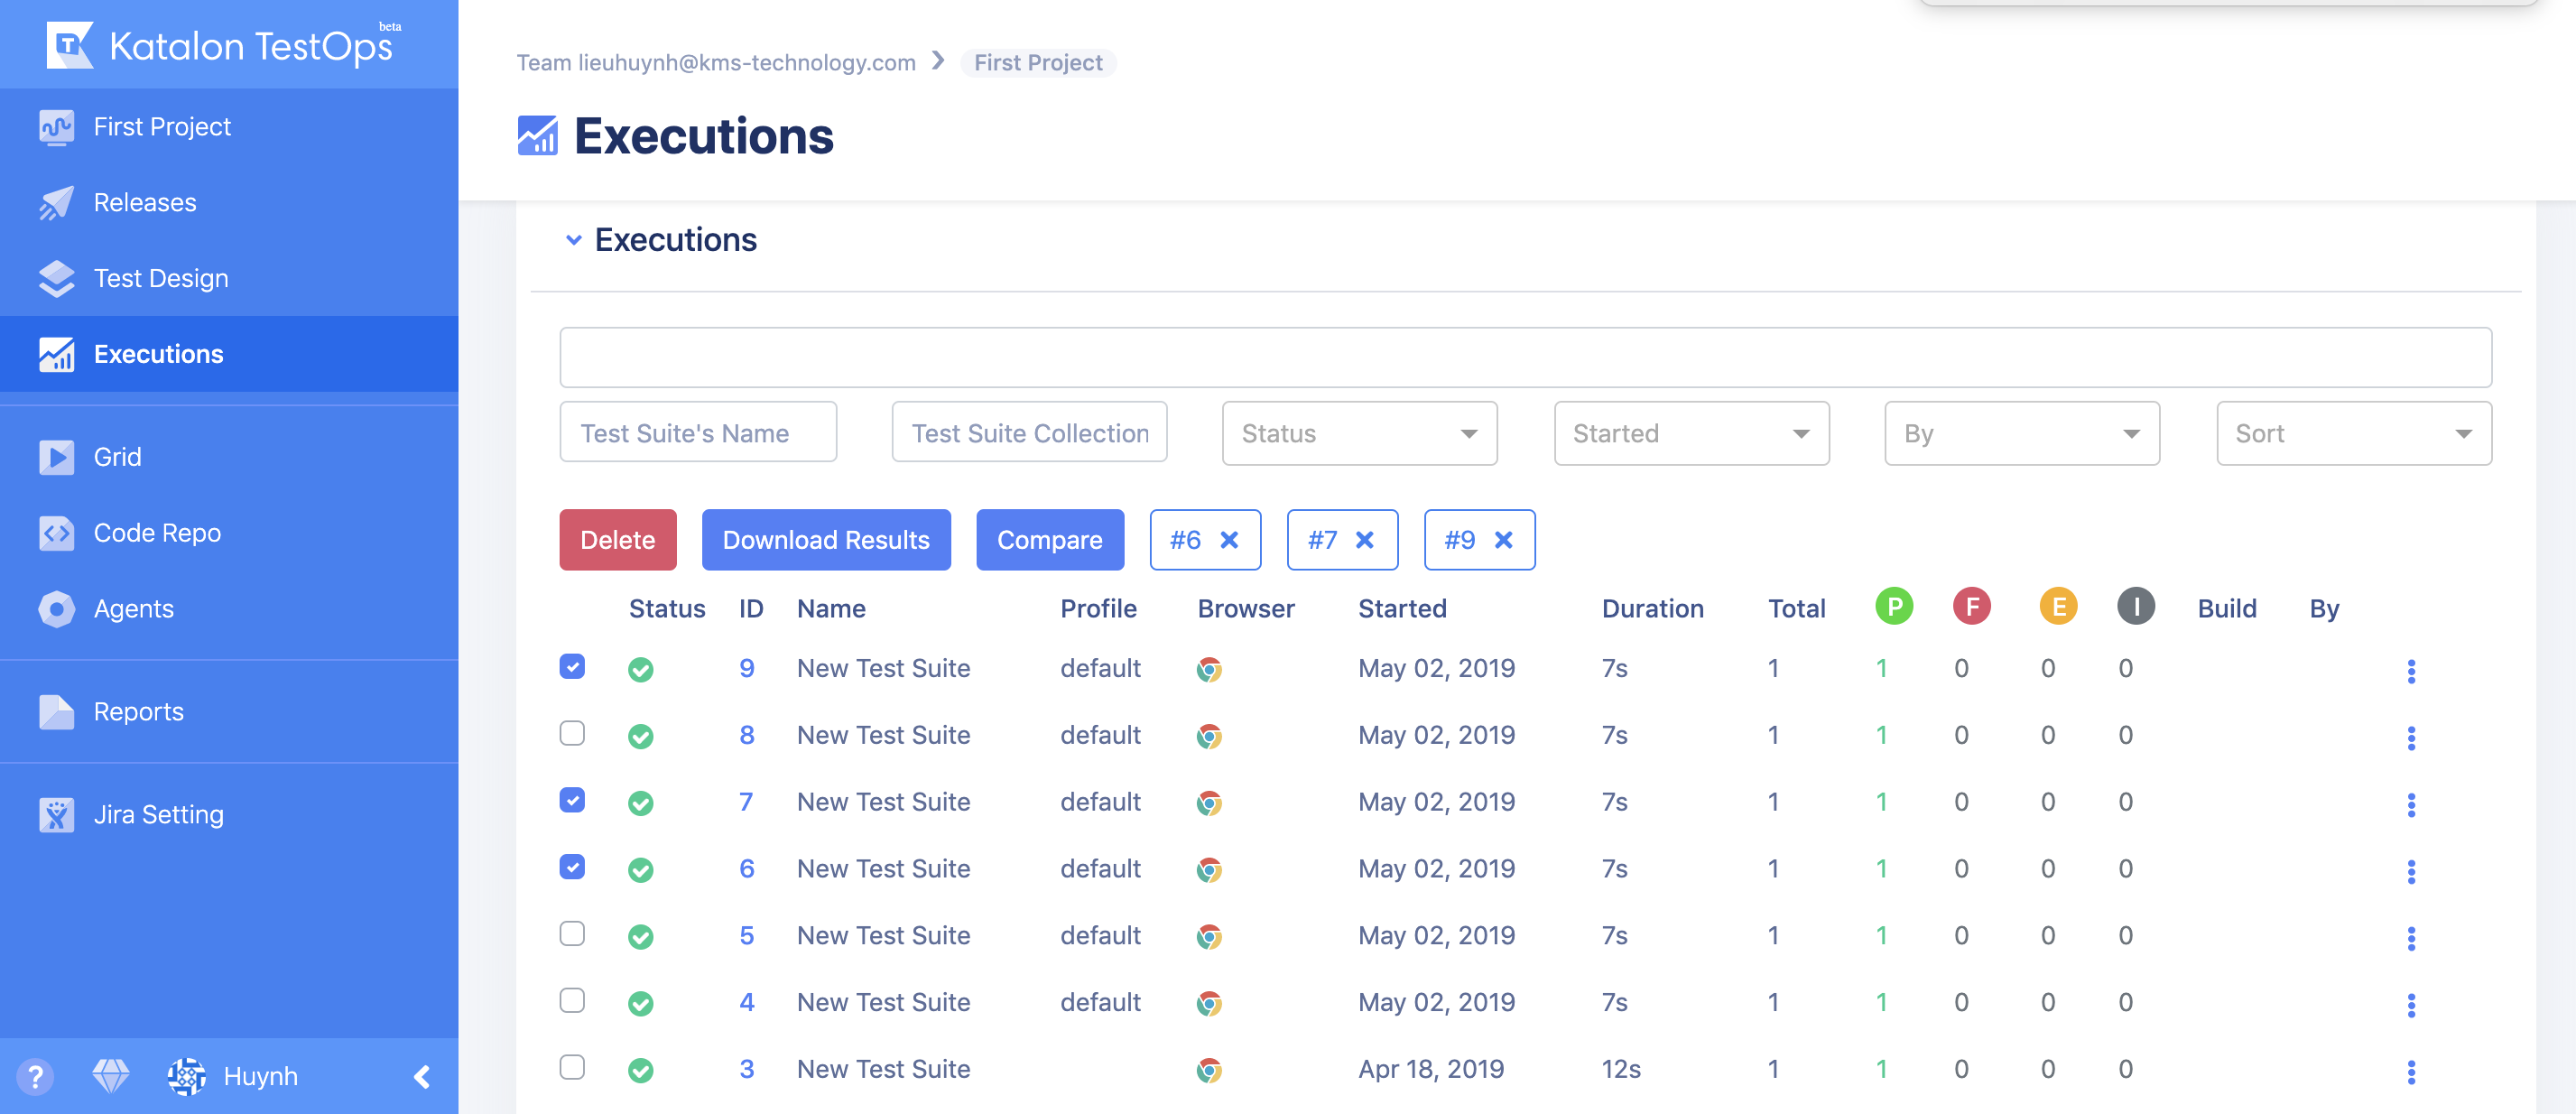 Katalon TestOps beta
First Project
Releases
Test Design
Executions
Grid
Code Repo
Agents
Reports
Jira Setting
? Huynh
Team lieuhuynh@kms-technology.com First Project
Executions
Executions
Test Suite's Name Test Suite Collection Status Started By Sort
Delete Download Results Compare #6 #7 #9
Status ID Name Profile Browser Started Duration Total P F E I Build By
9 New Test Suite default May 02, 2019 7s 1 1 0 0 0
8 New Test Suite default May 02, 2019 7s 1 1 0 0 0
7 New Test Suite default May 02, 2019 7s 1 1 0 0 0
6 New Test Suite default May 02, 2019 7s 1 1 0 0 0
5 New Test Suite default May 02, 2019 7s 1 1 0 0 0
4 New Test Suite default May 02, 2019 7s 1 1 0 0 0
3 New Test Suite Apr 18, 2019 12s 1 1 0 0 0